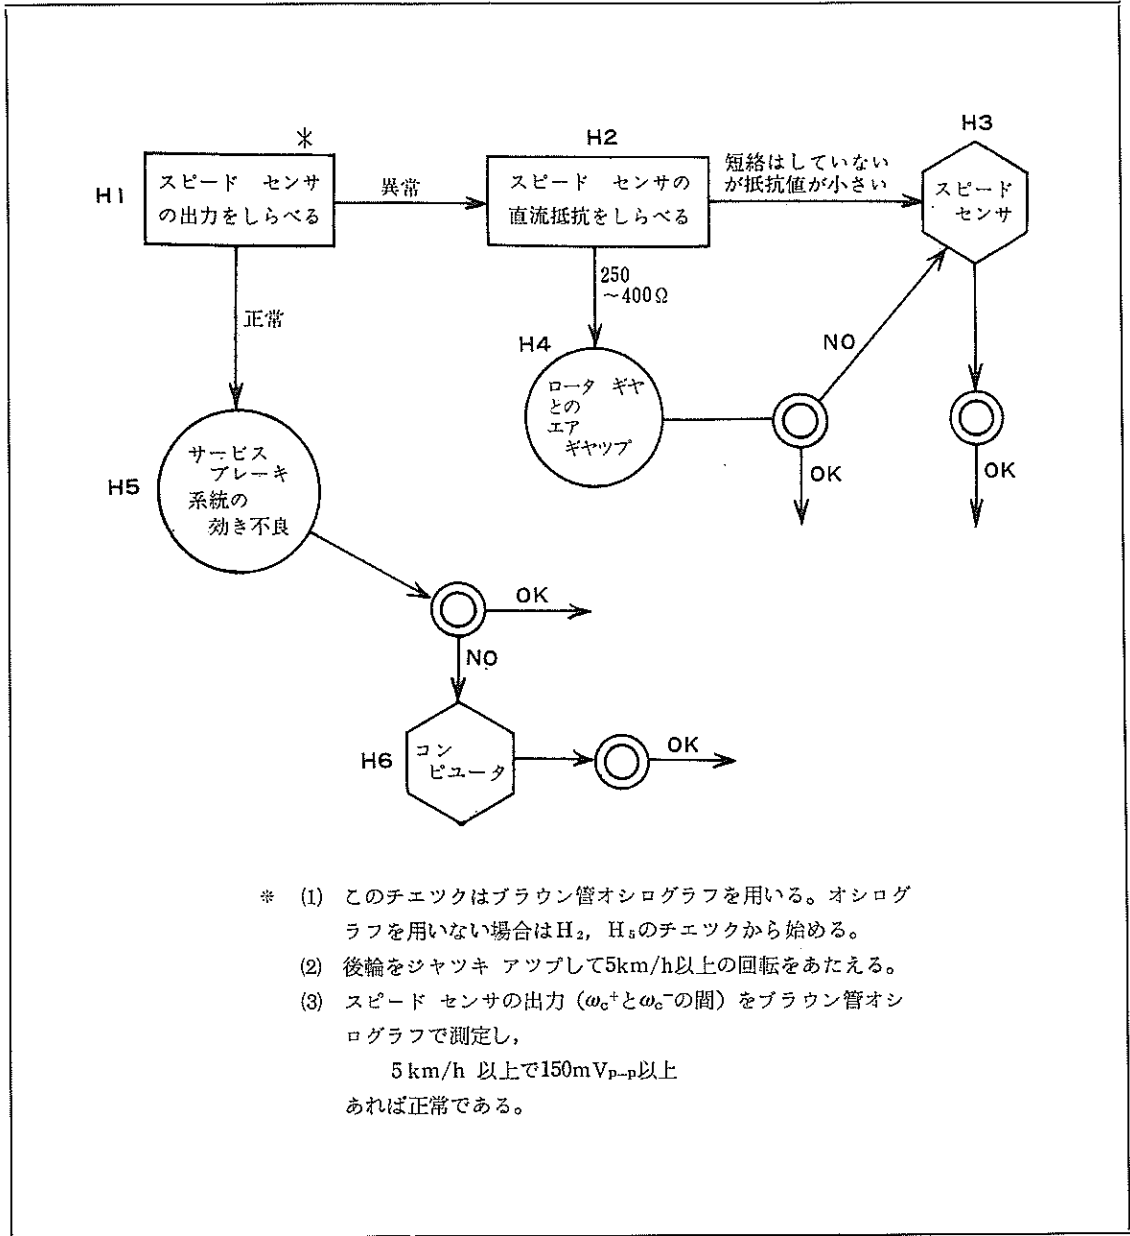 H1
*
スピード センサ
の出力をしらべる
異常
H2
スピード センサの
直流抵抗をしらべる
短絡はしていない
が抵抗値が小さい
H3
スピード
センサ
250
~400Ω
正常
H4
ロータ ギヤ
との
エア
ギヤツプ
NO
OK
OK
H5
サービス
ブレーキ
系統の
効き不良
OK
NO
H6
コン
ピユータ
OK
* (1) このチエツクはブラウン管オシログラフを用いる。オシログ
ラフを用いない場合はH₂, H₅のチエツクから始める。
(2) 後輪をジヤツキ アツプして5km/h以上の回転をあたえる。
(3) スピード センサの出力(ωc⁺とωc⁻の間)をブラウン管オシ
ログラフで測定し,
5km/h 以上で150mVp-p以上
あれば正常である。